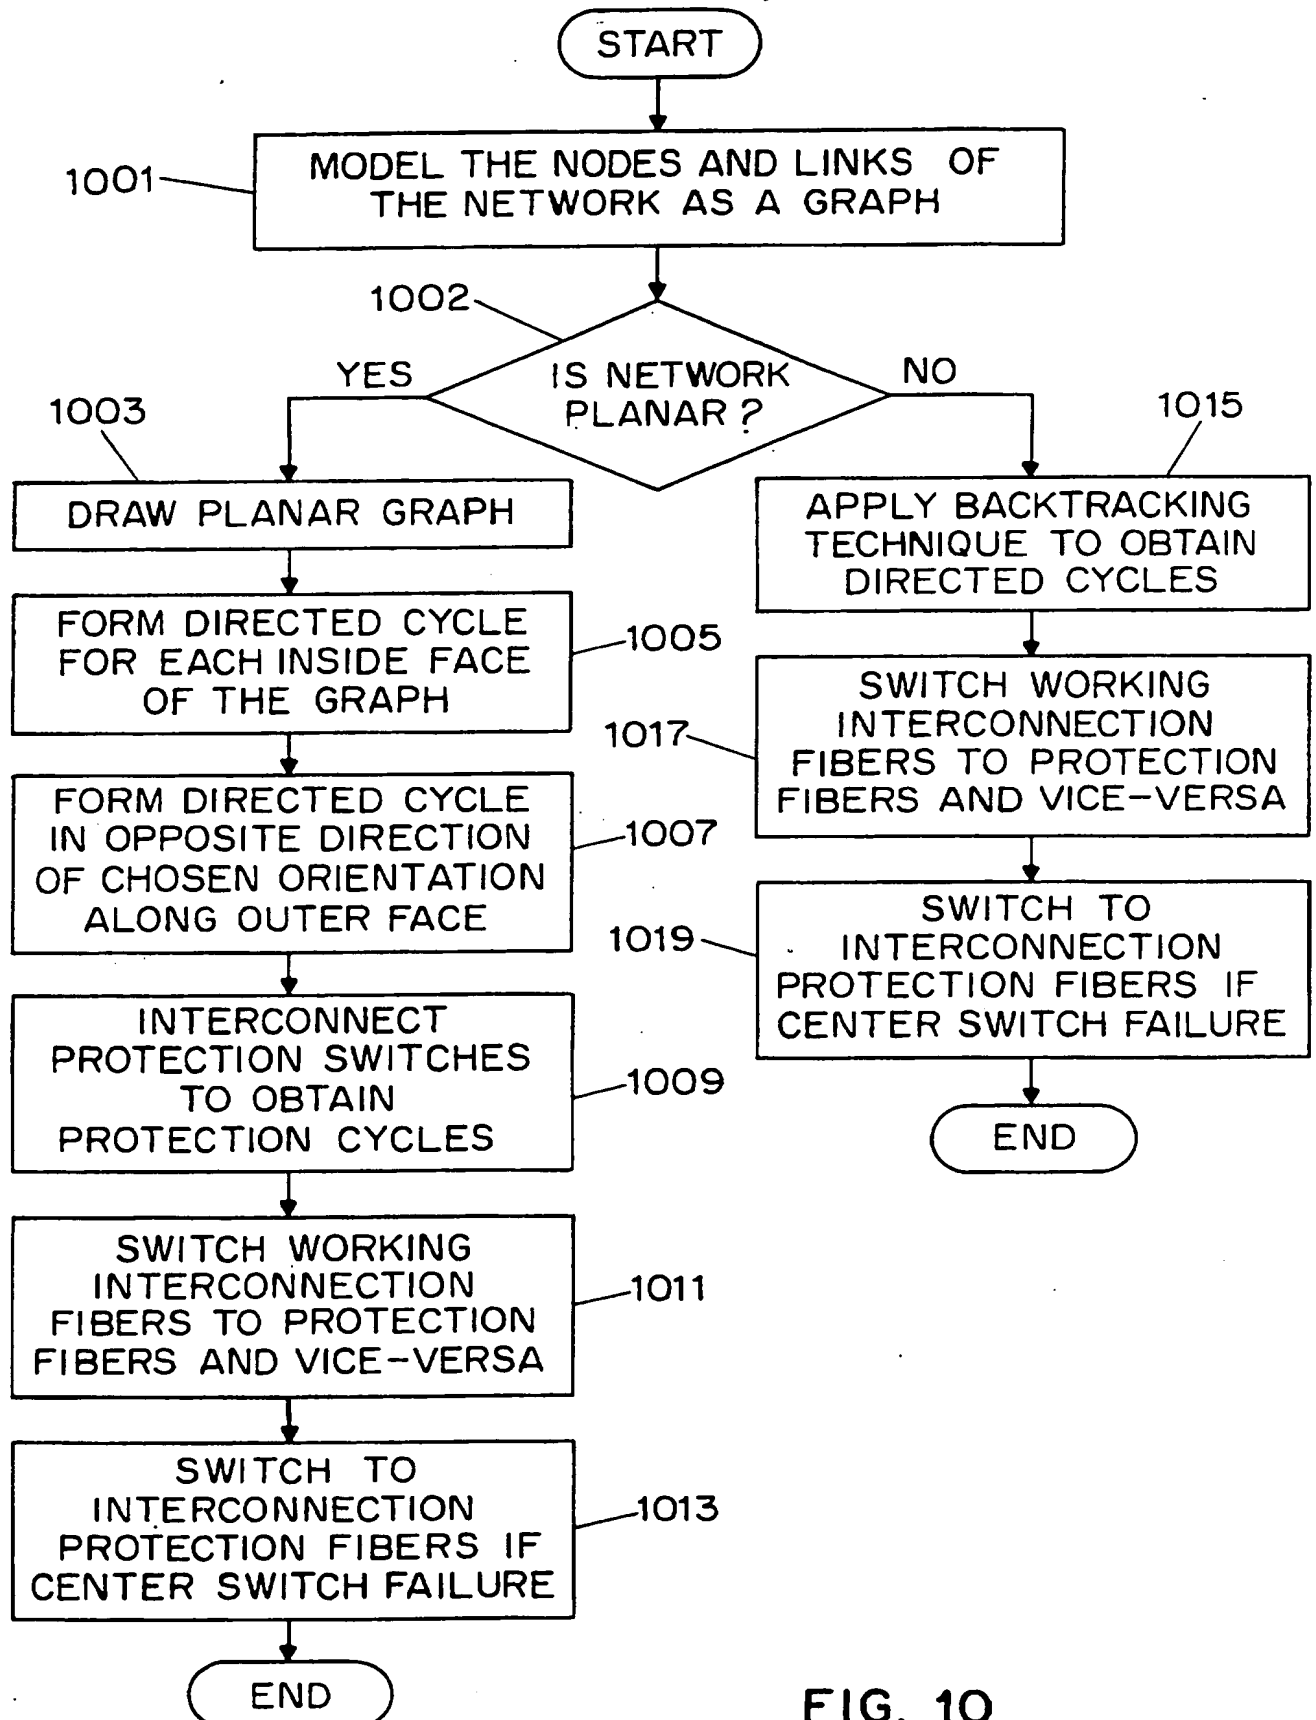 START
1001
MODEL THE NODES AND LINKS OF
THE NETWORK AS A GRAPH
1002
IS NETWORK
PLANAR?
YES
NO
1003
DRAW PLANAR GRAPH
FORM DIRECTED CYCLE
FOR EACH INSIDE FACE
OF THE GRAPH
1005
FORM DIRECTED CYCLE
IN OPPOSITE DIRECTION
OF CHOSEN ORIENTATION
ALONG OUTER FACE
1007
INTERCONNECT
PROTECTION SWITCHES
TO OBTAIN
PROTECTION CYCLES
1009
SWITCH WORKING
INTERCONNECTION
FIBERS TO PROTECTION
FIBERS AND VICE-VERSA
1011
SWITCH TO
INTERCONNECTION
PROTECTION FIBERS IF
CENTER SWITCH FAILURE
1013
END
1015
APPLY BACKTRACKING
TECHNIQUE TO OBTAIN
DIRECTED CYCLES
1017
SWITCH WORKING
INTERCONNECTION
FIBERS TO PROTECTION
FIBERS AND VICE-VERSA
1019
SWITCH TO
INTERCONNECTION
PROTECTION FIBERS IF
CENTER SWITCH FAILURE
END
FIG. 10